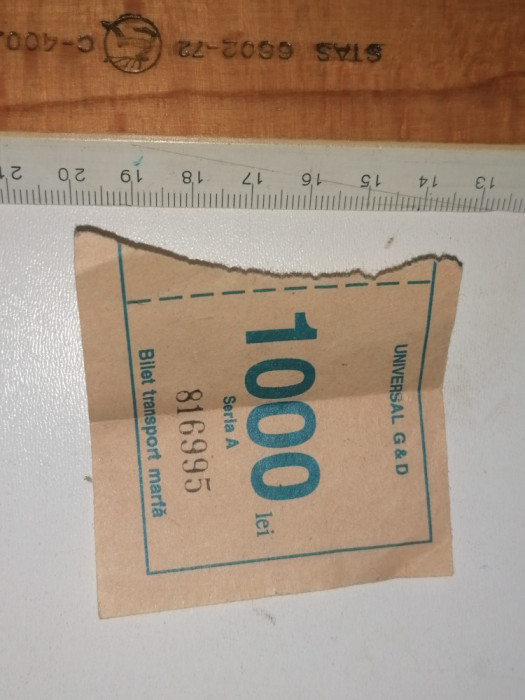 STAS 6602-72
C-400.
21 20 19 18 17 16 15 14 13
UNIVERSAL G & D
1000 lei
Seria A
816995
Bilet transport marfă